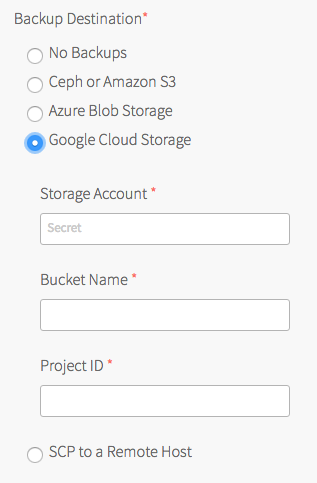 Backup Destination*
No Backups
Ceph or Amazon S3
Azure Blob Storage
Google Cloud Storage
Storage Account *
Secret
Bucket Name *
Project ID *
SCP to a Remote Host